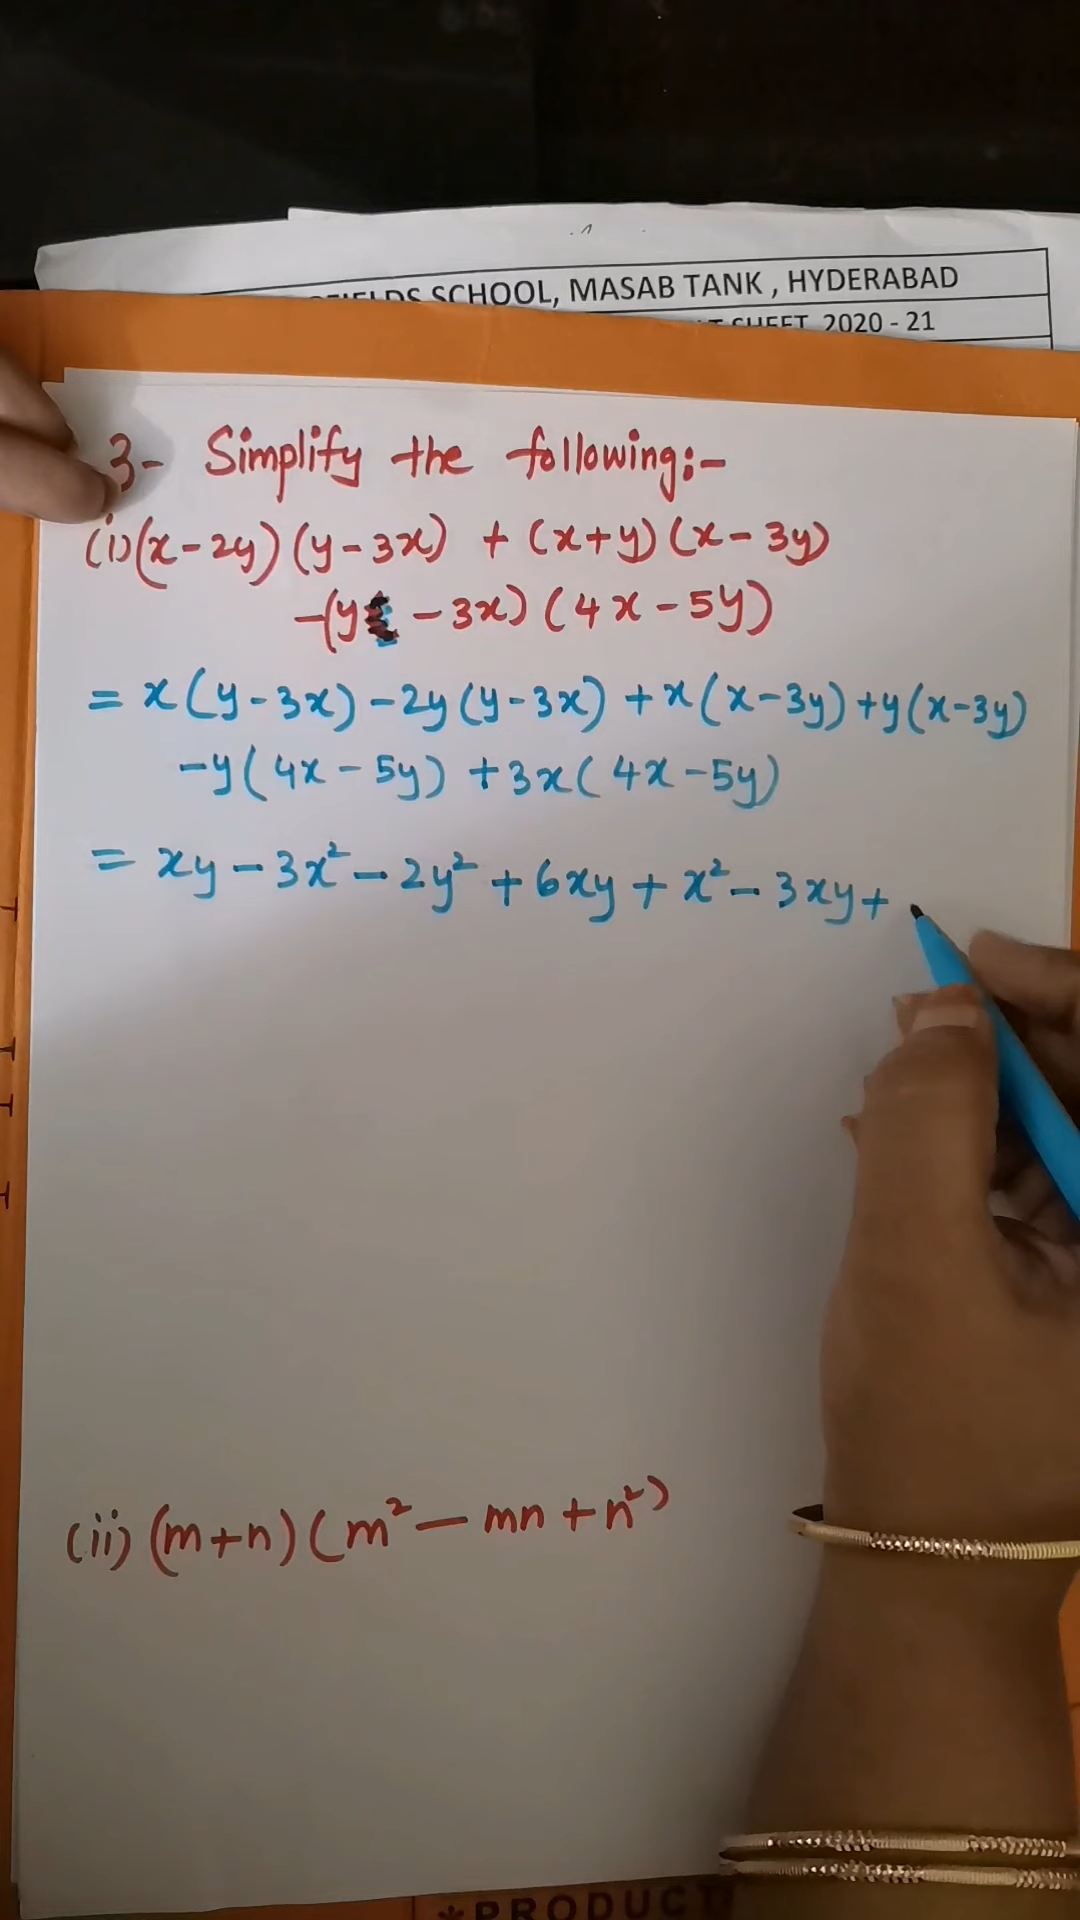 SCHOOL, MASAB TANK , HYDERABAD
SHEET 2020 - 21
3- Simplify the following:-
(i)(x-2y)(y-3x) + (x+y)(x-3y)
-(y -3x)(4x-5y)
= x(y-3x)-2y(y-3x)+x(x-3y)+y(x-3y)
-y(4x-5y) +3x(4x-5y)
= xy-3x²-2y²+6xy+x²-3xy+
(ii) (m+n)(m²-mn+n²)
*PRODUCT